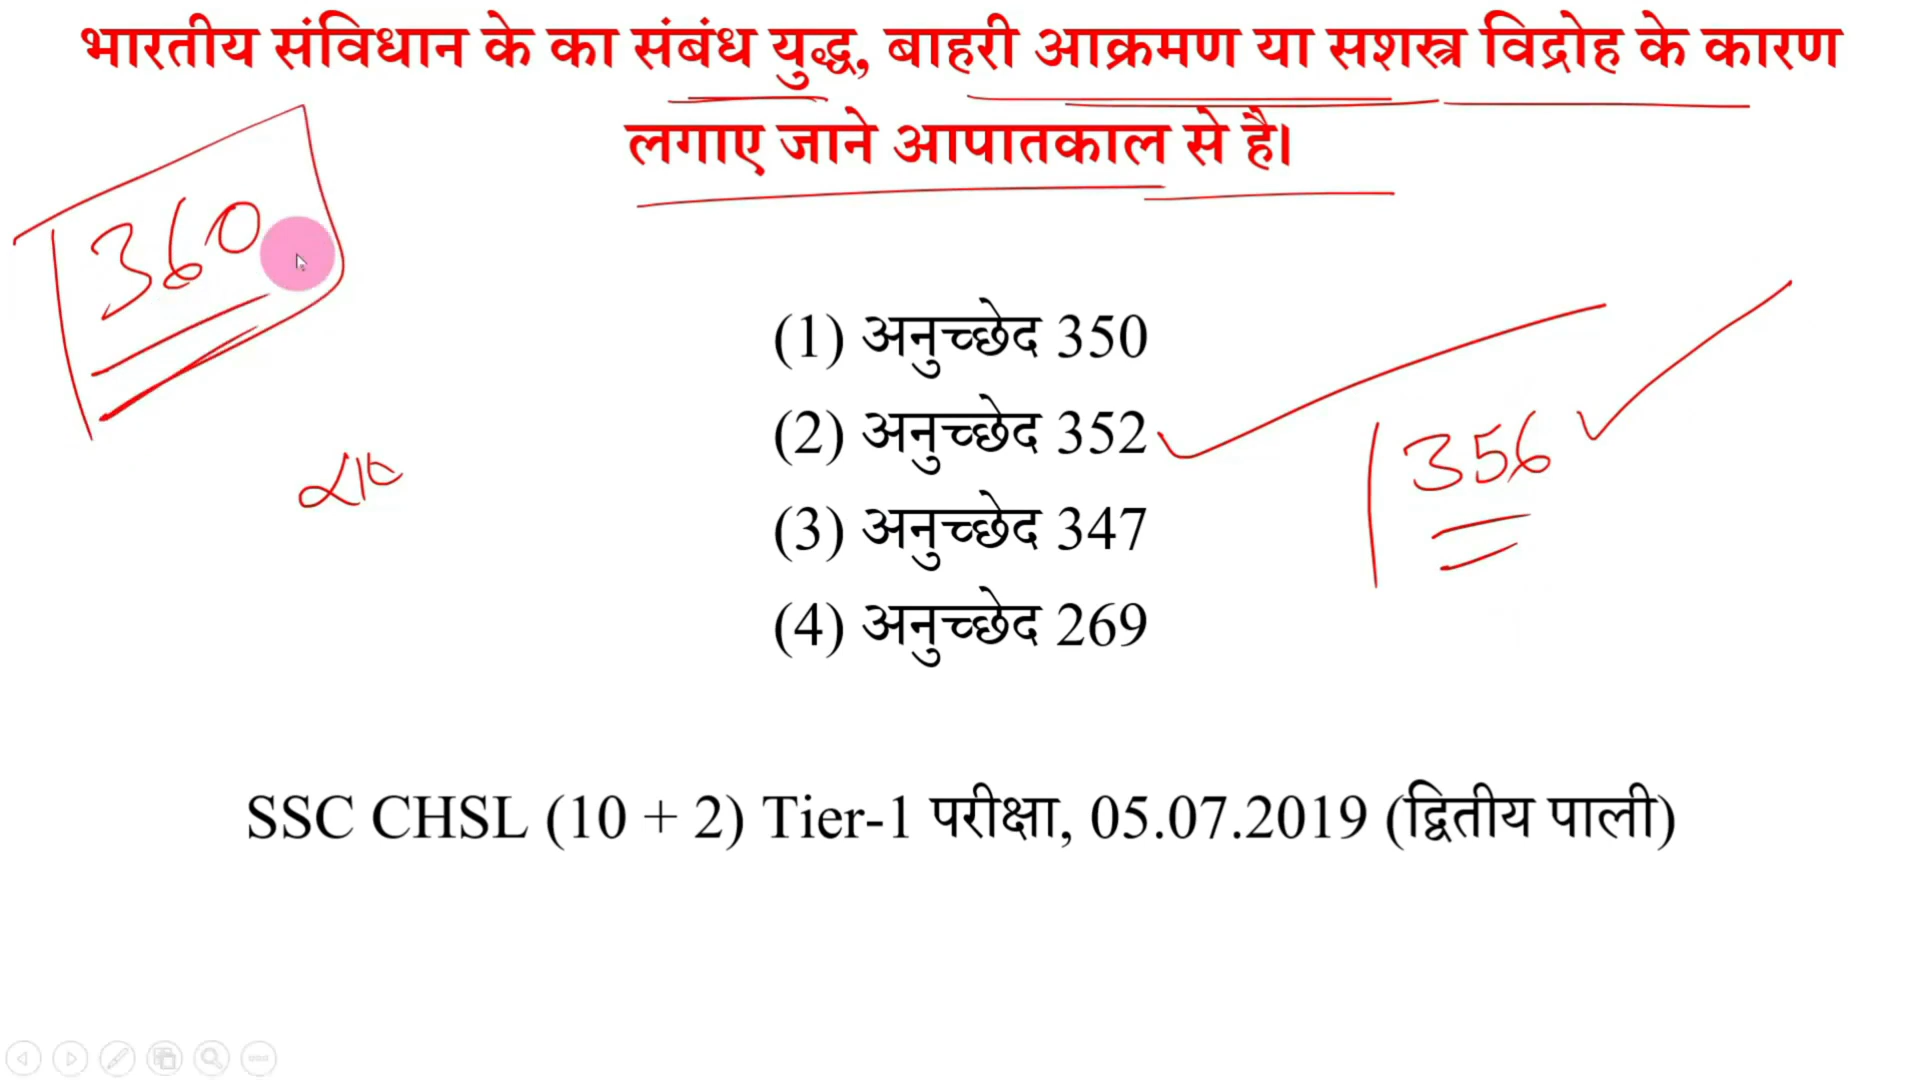 भारतीय संविधान के का संबंध युद्ध, बाहरी आक्रमण या सशस्त्र विद्रोह के कारण
लगाए जाने आपातकाल से है।
360
(1) अनुच्छेद 350
(2) अनुच्छेद 352
356
(3) अनुच्छेद 347
(4) अनुच्छेद 269
SSC CHSL (10 + 2) Tier-1 परीक्षा, 05.07.2019 (द्वितीय पाली)